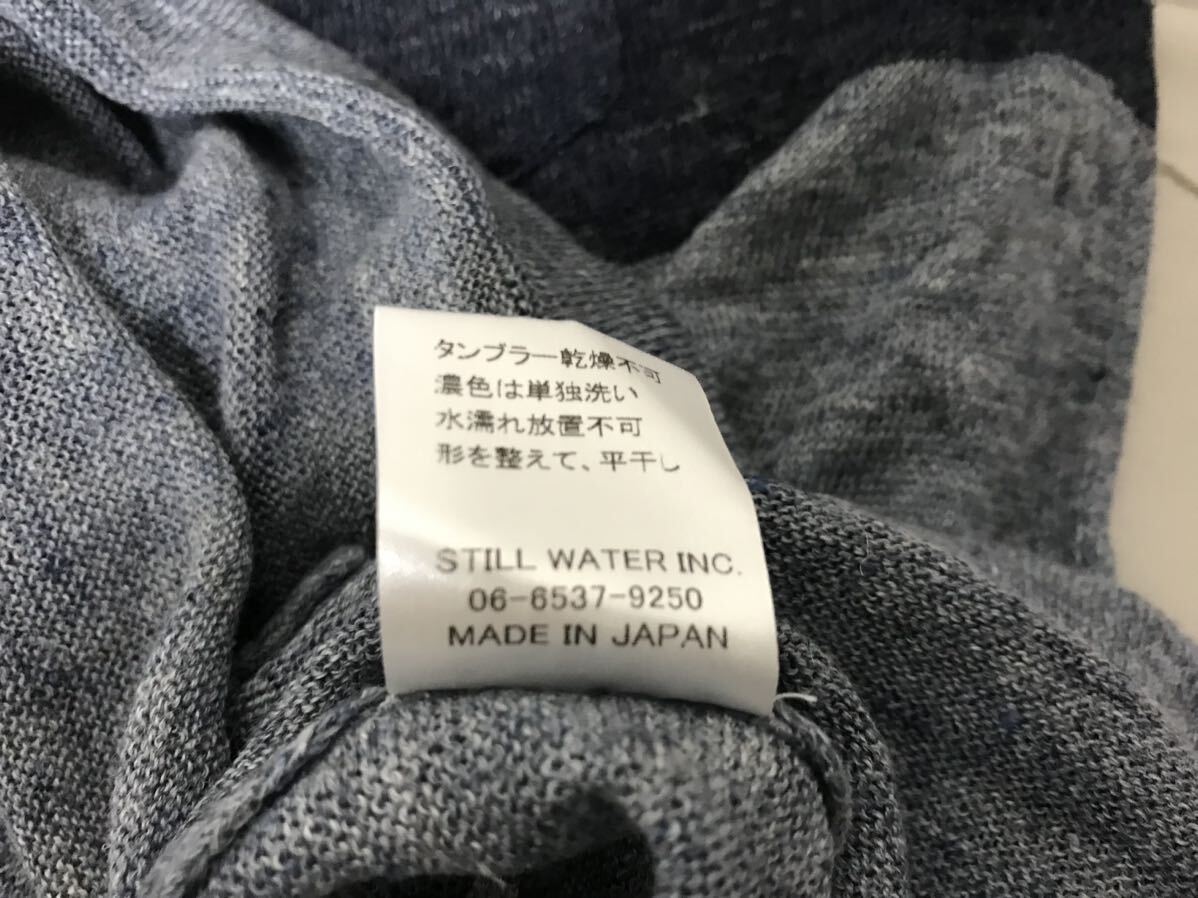 タンブラー乾燥不可
濃色は単独洗い
水濡れ放置不可
形を整えて、平干し
STILL WATER INC.
06-6537-9250
MADE IN JAPAN